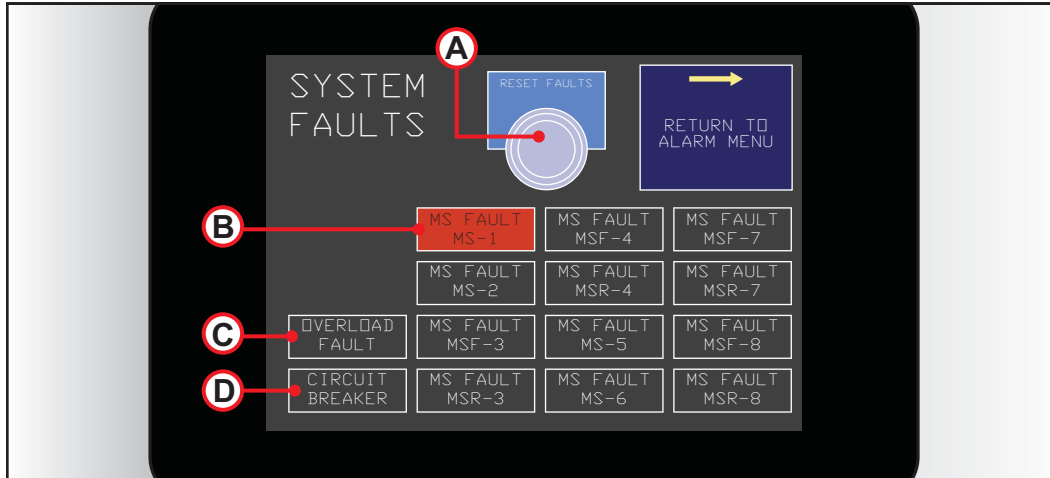 A
SYSTEM
FAULTS
RESET FAULTS
RETURN TO
ALARM MENU
B
MS FAULT
MS-1
MS FAULT
MSF-4
MS FAULT
MSF-7
MS FAULT
MS-2
MS FAULT
MSR-4
MS FAULT
MSR-7
C
OVERLOAD
FAULT
MS FAULT
MSF-3
MS FAULT
MS-5
MS FAULT
MSF-8
D
CIRCUIT
BREAKER
MS FAULT
MSR-3
MS FAULT
MS-6
MS FAULT
MSR-8